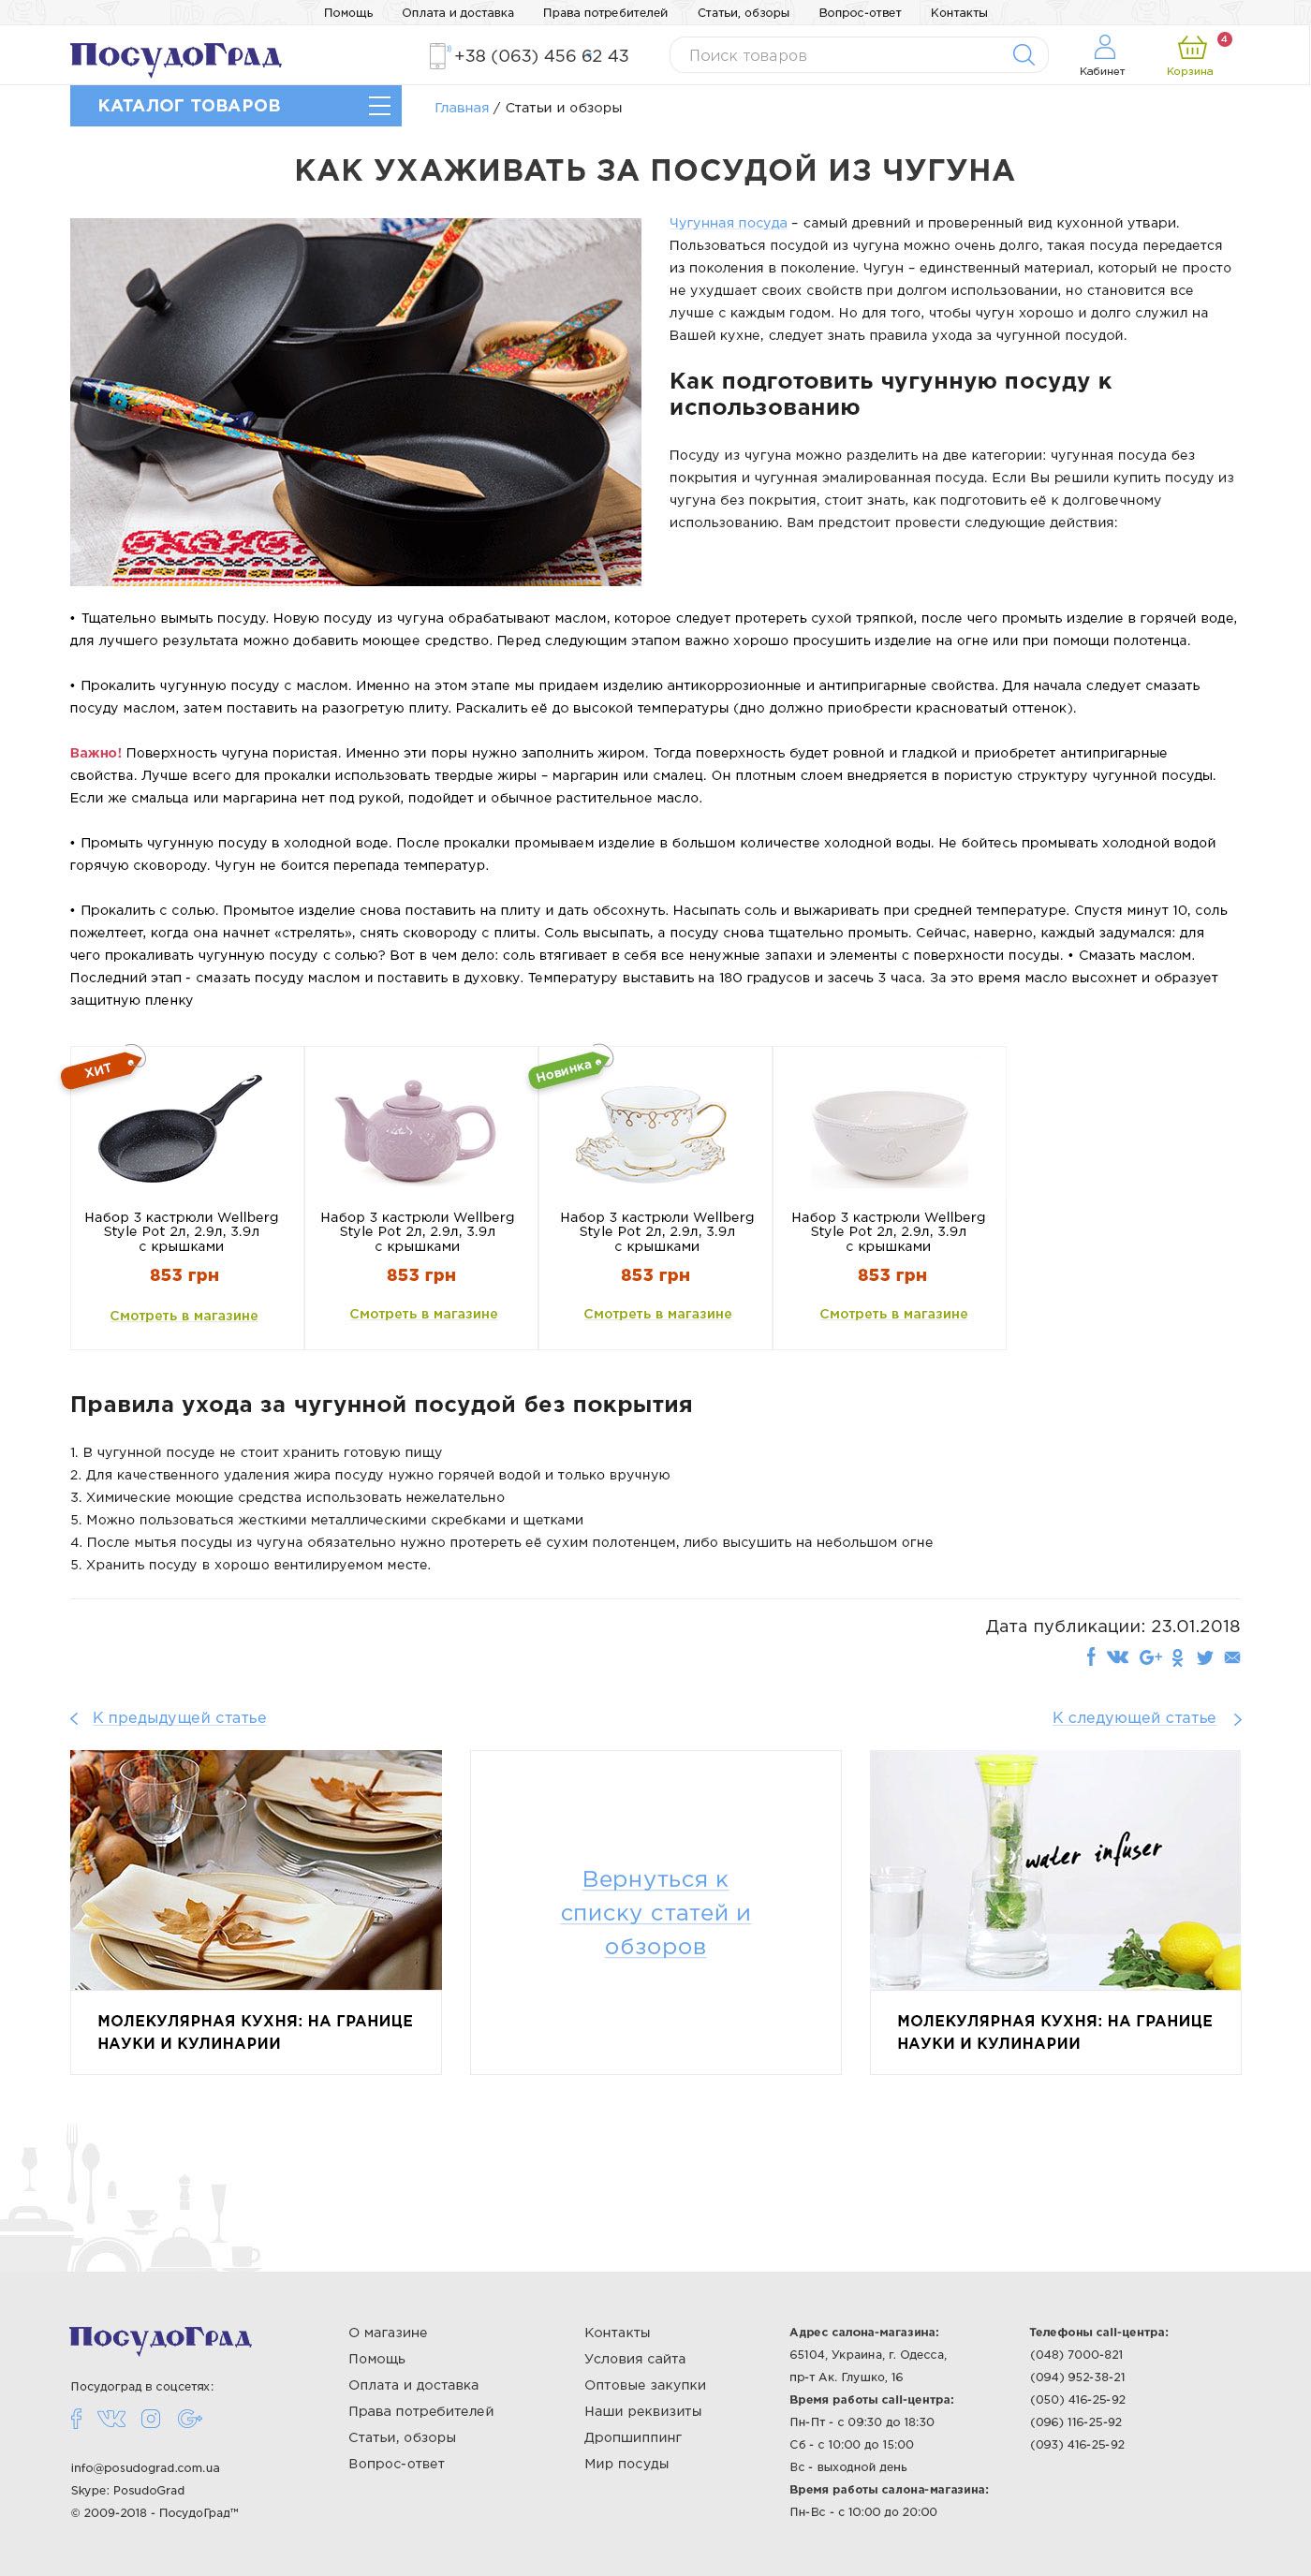 Помощь Оплата и доставка Права потребителей Статьи, обзоры Вопрос-ответ Контакты
ПосудоГрад
+38 (063) 456 62 43
Поиск товаров
Кабинет
4
Корзина
КАТАЛОГ ТОВАРОВ
Главная / Статьи и обзоры
КАК УХАЖИВАТЬ ЗА ПОСУДОЙ ИЗ ЧУГУНА
Чугунная посуда – самый древний и проверенный вид кухонной утвари.
Пользоваться посудой из чугуна можно очень долго, такая посуда передается
из поколения в поколение. Чугун – единственный материал, который не просто
не ухудшает своих свойств при долгом использовании, но становится все
лучше с каждым годом. Но для того, чтобы чугун хорошо и долго служил на
Вашей кухне, следует знать правила ухода за чугунной посудой.
Как подготовить чугунную посуду к
использованию
Посуду из чугуна можно разделить на две категории: чугунная посуда без
покрытия и чугунная эмалированная посуда. Если Вы решили купить посуду из
чугуна без покрытия, стоит знать, как подготовить её к долговечному
использованию. Вам предстоит провести следующие действия:
• Тщательно вымыть посуду. Новую посуду из чугуна обрабатывают маслом, которое следует протереть сухой тряпкой, после чего промыть изделие в горячей воде,
для лучшего результата можно добавить моющее средство. Перед следующим этапом важно хорошо просушить изделие на огне или при помощи полотенца.
• Прокалить чугунную посуду с маслом. Именно на этом этапе мы придаем изделию антикоррозионные и антипригарные свойства. Для начала следует смазать
посуду маслом, затем поставить на разогретую плиту. Раскалить её до высокой температуры (дно должно приобрести красноватый оттенок).
Важно! Поверхность чугуна пористая. Именно эти поры нужно заполнить жиром. Тогда поверхность будет ровной и гладкой и приобретет антипригарные
свойства. Лучше всего для прокалки использовать твердые жиры – маргарин или смалец. Он плотным слоем внедряется в пористую структуру чугунной посуды.
Если же смальца или маргарина нет под рукой, подойдет и обычное растительное масло.
• Промыть чугунную посуду в холодной воде. После прокалки промываем изделие в большом количестве холодной воды. Не бойтесь промывать холодной водой
горячую сковороду. Чугун не боится перепада температур.
• Прокалить с солью. Промытое изделие снова поставить на плиту и дать обсохнуть. Насыпать соль и выжаривать при средней температуре. Спустя минут 10, соль
пожелтеет, когда она начнет «стрелять», снять сковороду с плиты. Соль высыпать, а посуду снова тщательно промыть. Сейчас, наверно, каждый задумался: для
чего прокаливать чугунную посуду с солью? Вот в чем дело: соль втягивает в себя все ненужные запахи и элементы с поверхности посуды. • Смазать маслом.
Последний этап - смазать посуду маслом и поставить в духовку. Температуру выставить на 180 градусов и засечь 3 часа. За это время масло высохнет и образует
защитную пленку
ХИТ
Новинка
Набор 3 кастрюли Wellberg Набор 3 кастрюли Wellberg Набор 3 кастрюли Wellberg Набор 3 кастрюли Wellberg
Style Pot 2л, 2.9л, 3.9л Style Pot 2л, 2.9л, 3.9л Style Pot 2л, 2.9л, 3.9л Style Pot 2л, 2.9л, 3.9л
с крышками с крышками с крышками с крышками
853 грн 853 грн 853 грн 853 грн
Смотреть в магазине Смотреть в магазине Смотреть в магазине Смотреть в магазине
Правила ухода за чугунной посудой без покрытия
1. В чугунной посуде не стоит хранить готовую пищу
2. Для качественного удаления жира посуду нужно горячей водой и только вручную
3. Химические моющие средства использовать нежелательно
5. Можно пользоваться жесткими металлическими скребками и щетками
4. После мытья посуды из чугуна обязательно нужно протереть её сухим полотенцем, либо высушить на небольшом огне
5. Хранить посуду в хорошо вентилируемом месте.
Дата публикации: 23.01.2018
К предыдущей статье К следующей статье
water infuser
Вернуться к
списку статей и
обзоров
МОЛЕКУЛЯРНАЯ КУХНЯ: НА ГРАНИЦЕ
НАУКИ И КУЛИНАРИИ
МОЛЕКУЛЯРНАЯ КУХНЯ: НА ГРАНИЦЕ
НАУКИ И КУЛИНАРИИ
ПосудоГрад
Посудоград в соцсетях:
info@posudograd.com.ua
Skype: PosudoGrad
© 2009-2018 - ПосудоГрад™
О магазине
Помощь
Оплата и доставка
Права потребителей
Статьи, обзоры
Вопрос-ответ
Контакты
Условия сайта
Оптовые закупки
Наши реквизиты
Дропшиппинг
Мир посуды
Адрес салона-магазина:
65104, Украина, г. Одесса,
пр-т Ак. Глушко, 16
Время работы call-центра:
Пн-Пт - с 09:30 до 18:30
Сб - с 10:00 до 15:00
Вс - выходной день
Время работы салона-магазина:
Пн-Вс - с 10:00 до 20:00
Телефоны call-центра:
(048) 7000-821
(094) 952-38-21
(050) 416-25-92
(096) 116-25-92
(093) 416-25-92